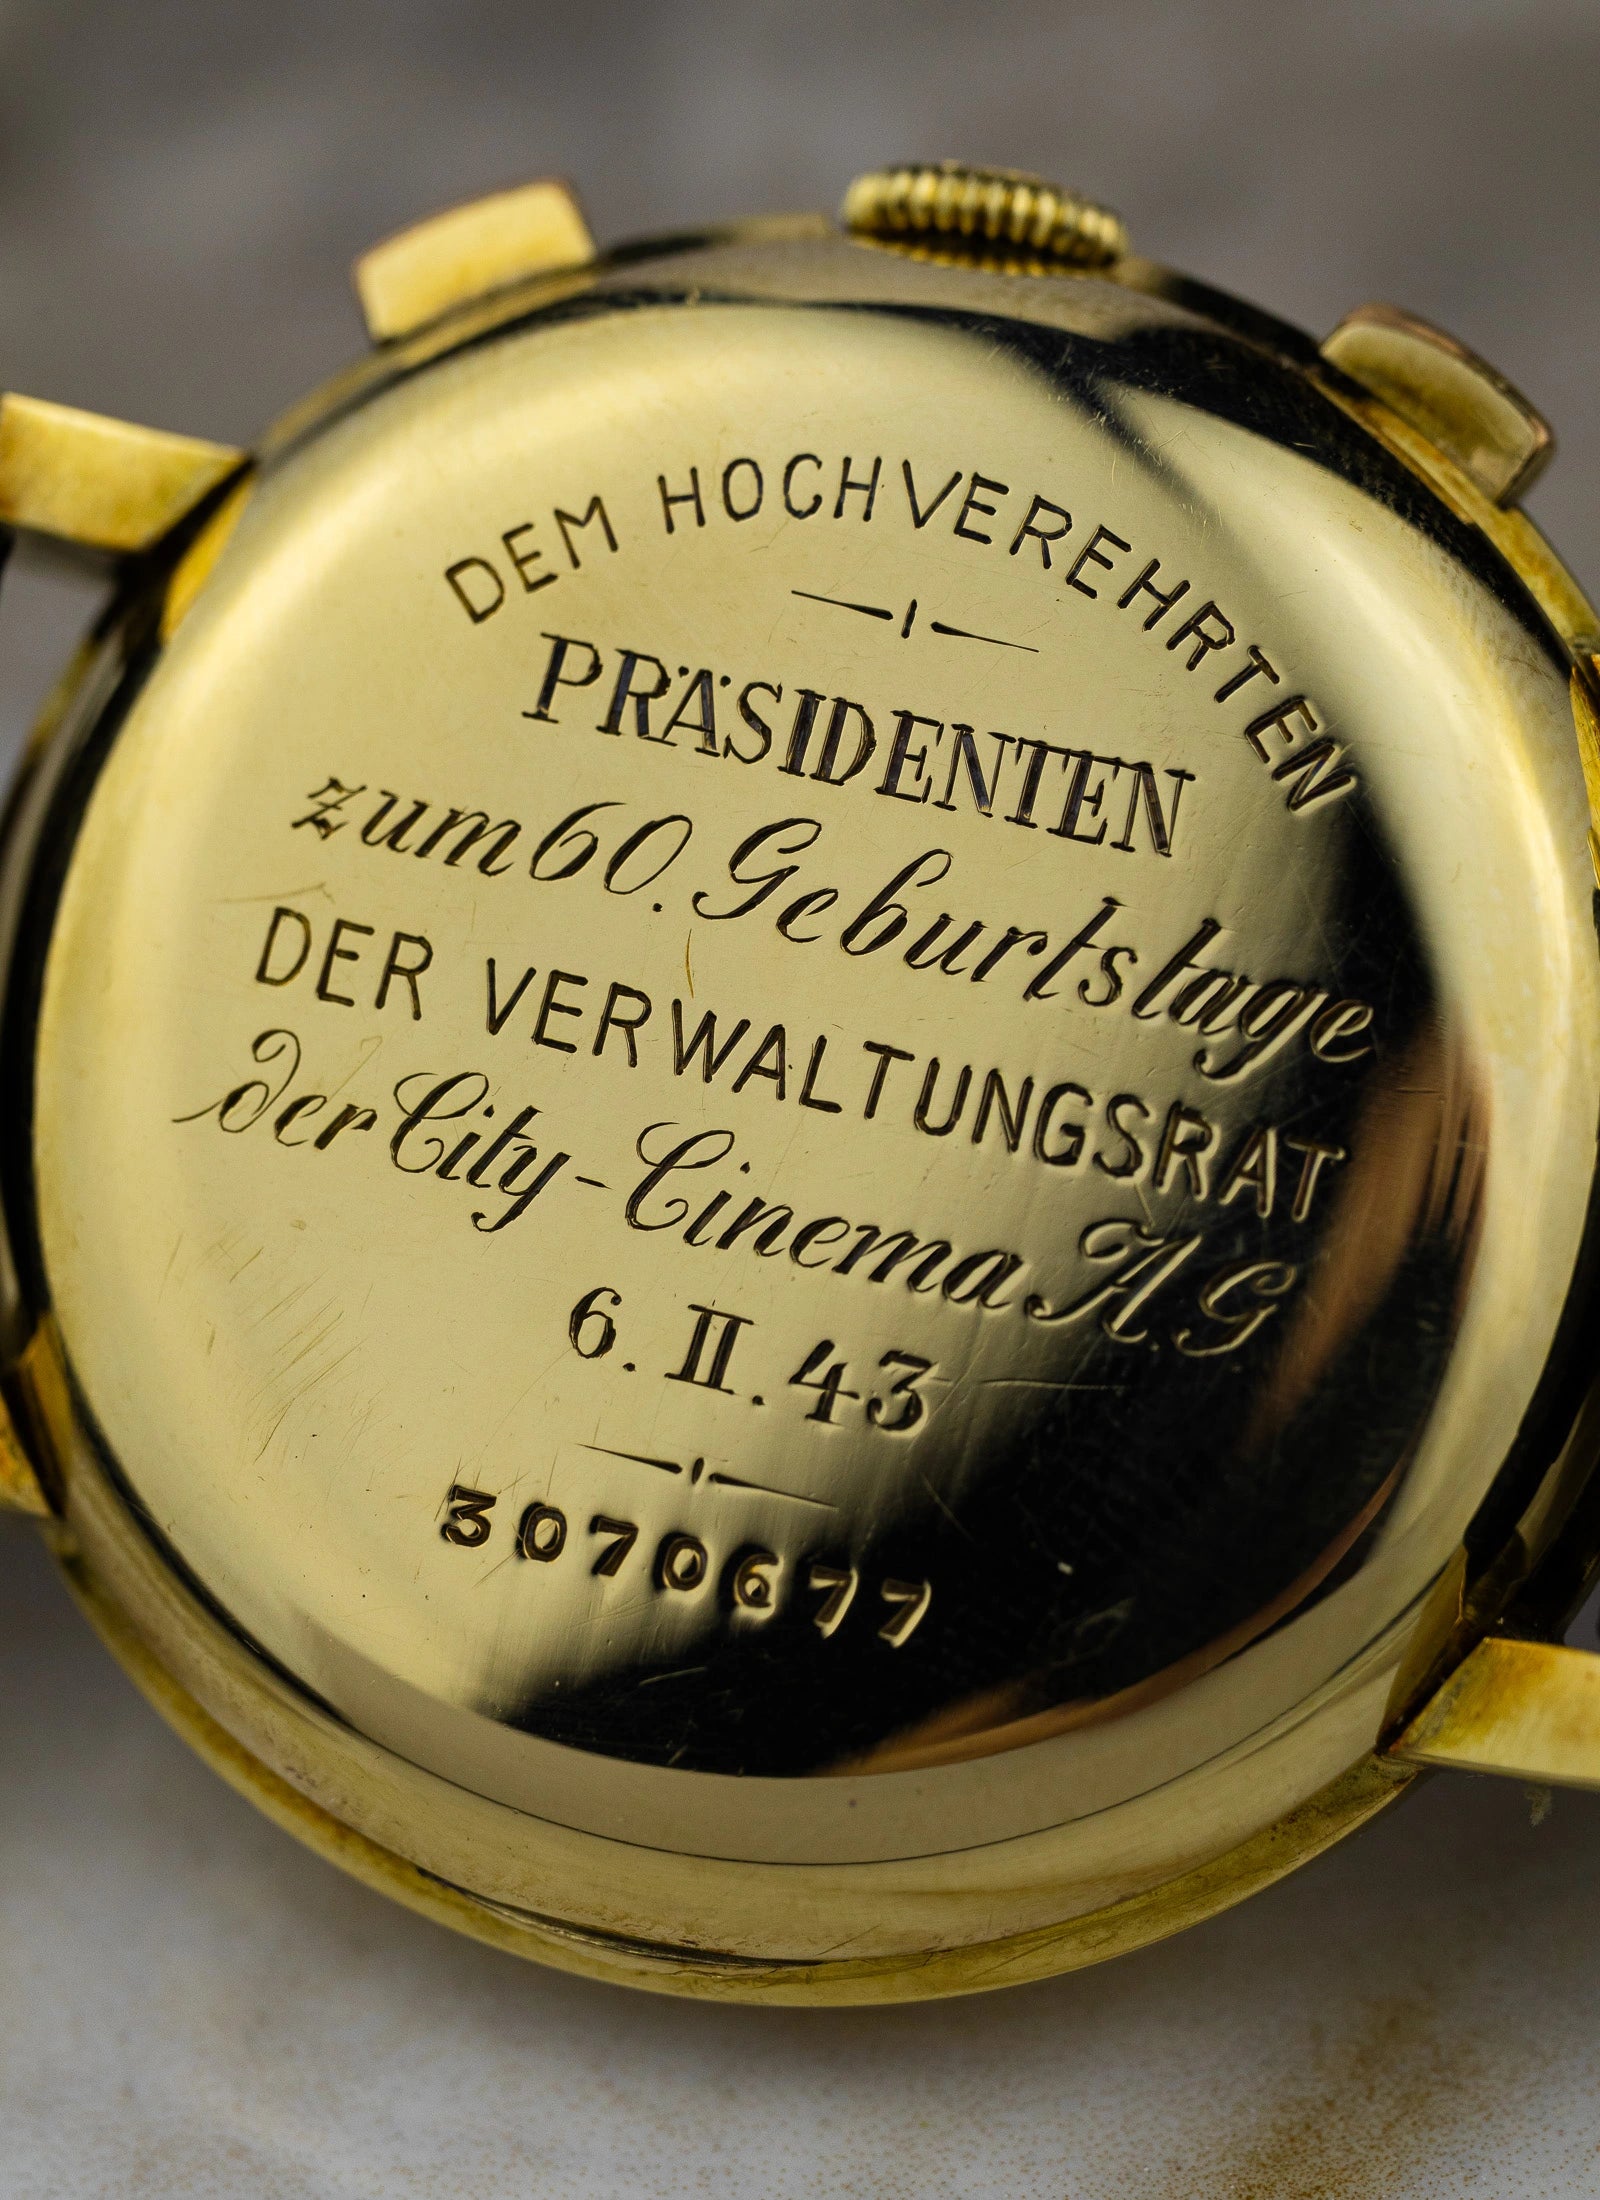 DEM HOCHVEREHRTEN
PRÄSIDENTEN
zum 60. Geburtstage
DER VERWALTUNGSRAT
der City-Cinema A.G
6. II. 43
3070677